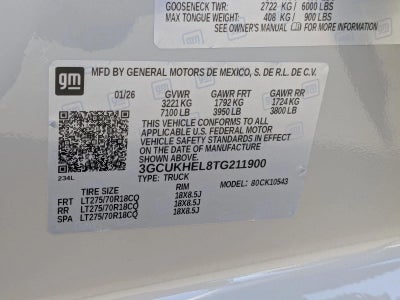 GOOSENECK TWR: 2722 KG / 6000 LBS
MAX TONGUE WEIGHT: 408 KG / 900 LBS
SEE OWNER'S MANUAL
gm MFD BY GENERAL MOTORS DE MEXICO, S. DE R.L. DE C.V.
01/26 GVWR GAWR FRT GAWR RR
3221 KG 1792 KG 1724 KG
7100 LB 3950 LB 3800 LB
THIS VEHICLE CONFORMS TO ALL
APPLICABLE U.S. FEDERAL MOTOR
VEHICLE SAFETY STANDARDS IN EFFECT
ON THE DATE OF MANUFACTURE
SHOWN ABOVE.
3GCUKHEL8TG211900
234L TYPE: TRUCK MODEL: 80CK10543
TIRE SIZE RIM
FRT LT275/70R18CQ 18X8.5J
RR LT275/70R18CQ 18X8.5J
SPA LT275/70R18CQ 18X8.5J